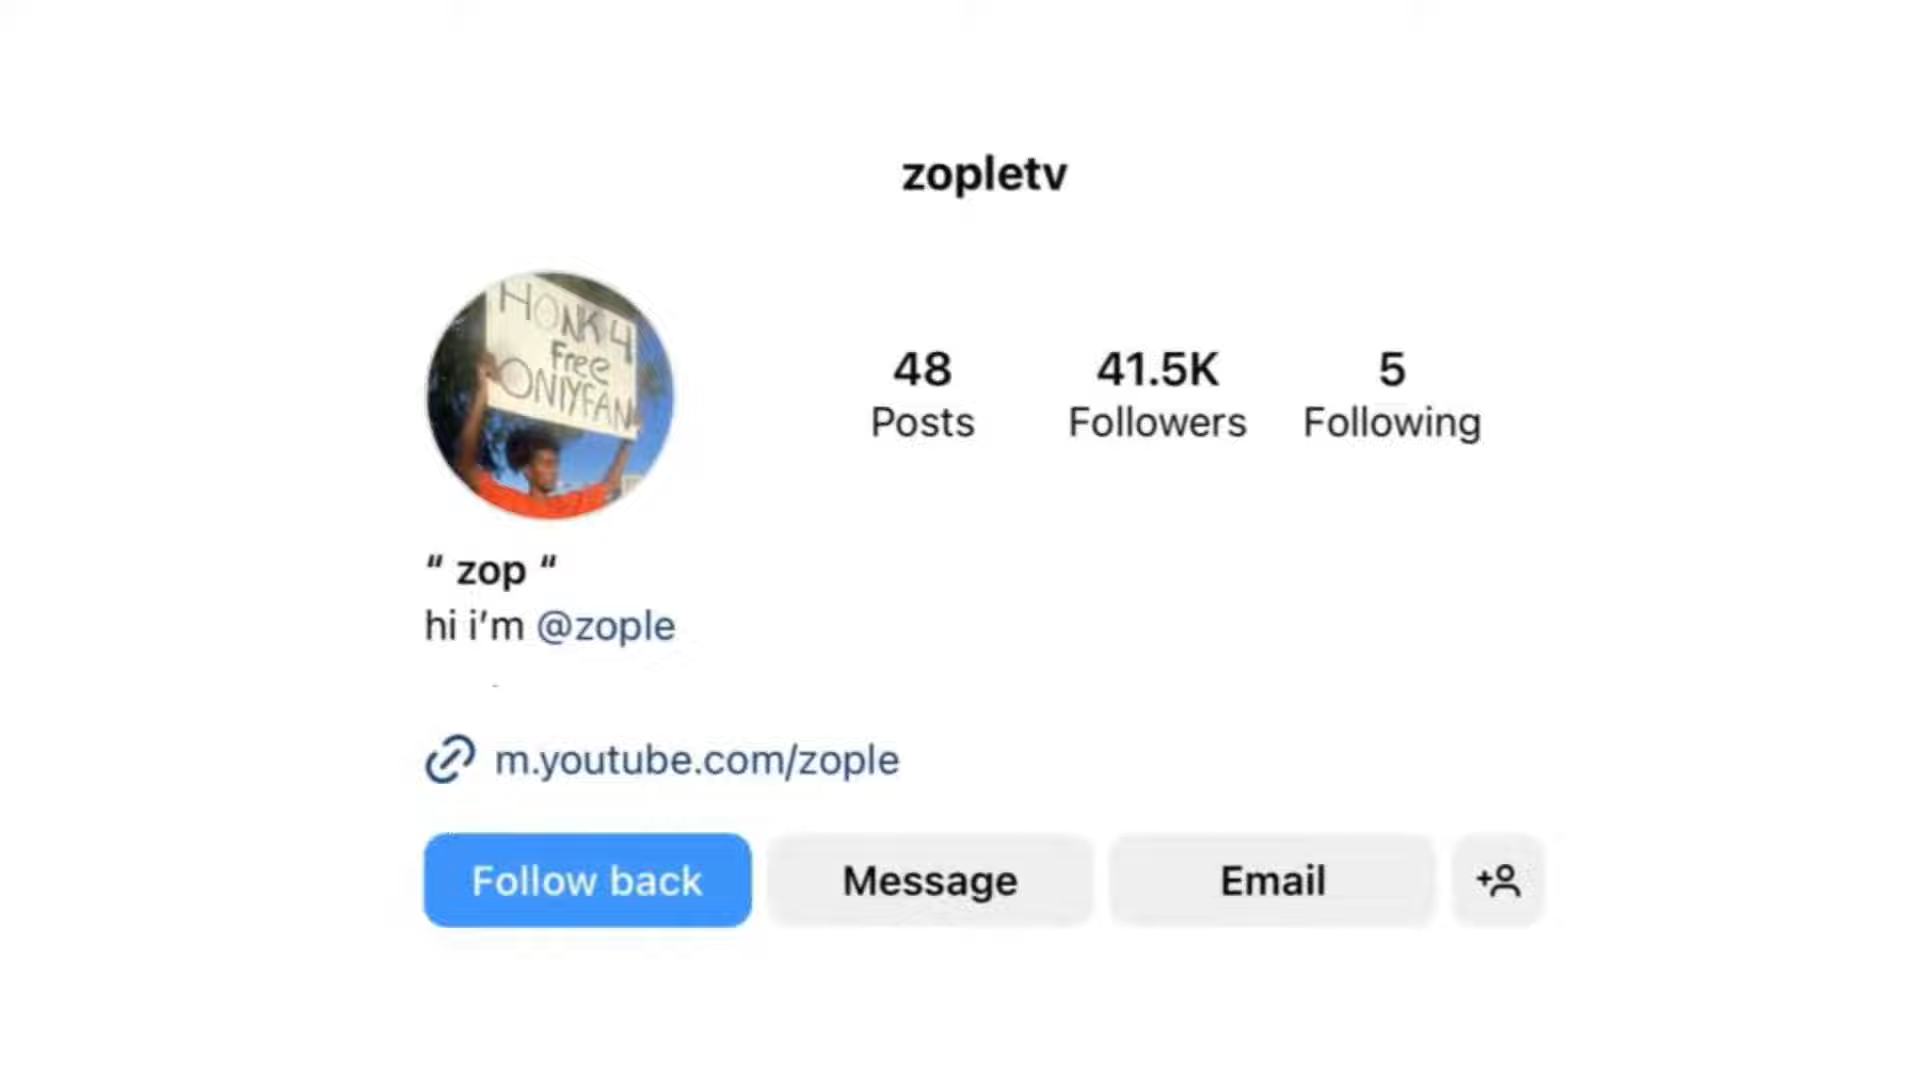 zopletv
HONK 4
Free
ONlYFAN
48
Posts
41.5K
Followers
5
Following
“ zop “
hi i’m @zople
m.youtube.com/zople
Follow back
Message
Email